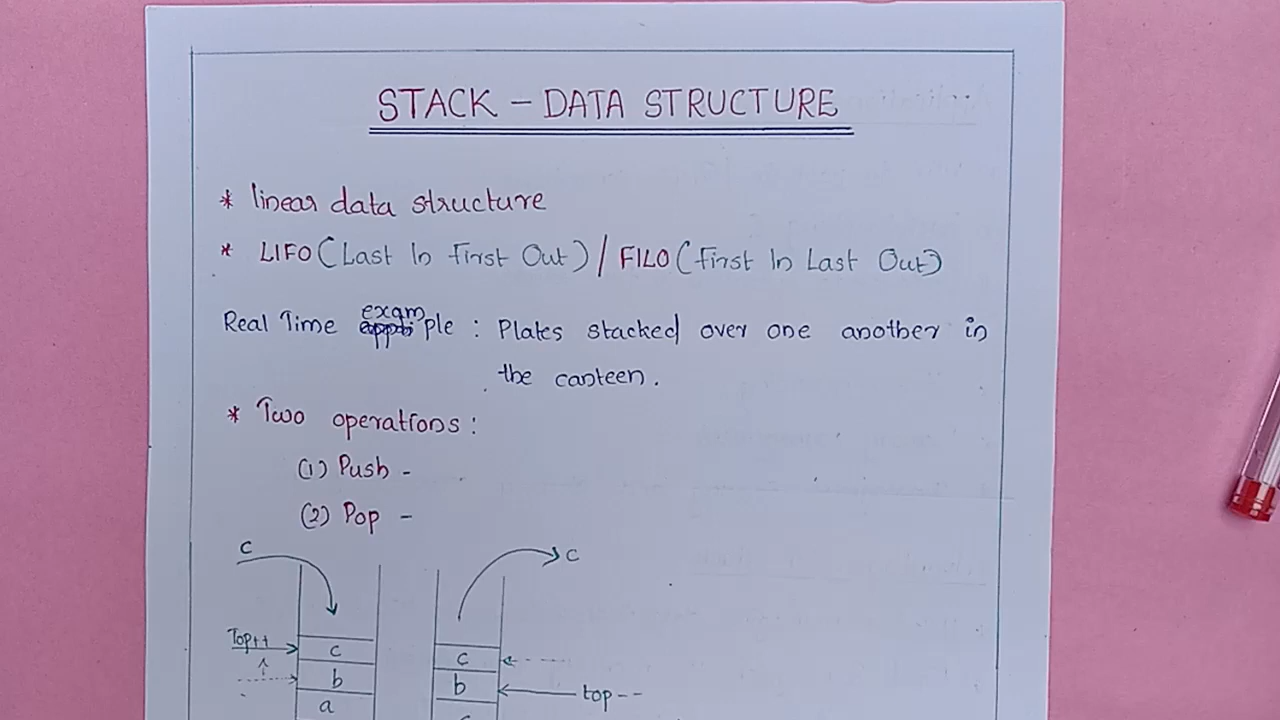 STACK - DATA STRUCTURE
* linear data structure
* LIFO (Last In First Out) / FILO (First In Last Out)
Real Time example : Plates stacked over one another in
the canteen.
* Two operations :
(1) Push -
(2) Pop -
c
c
Top++
c
c
b
b
top--
a